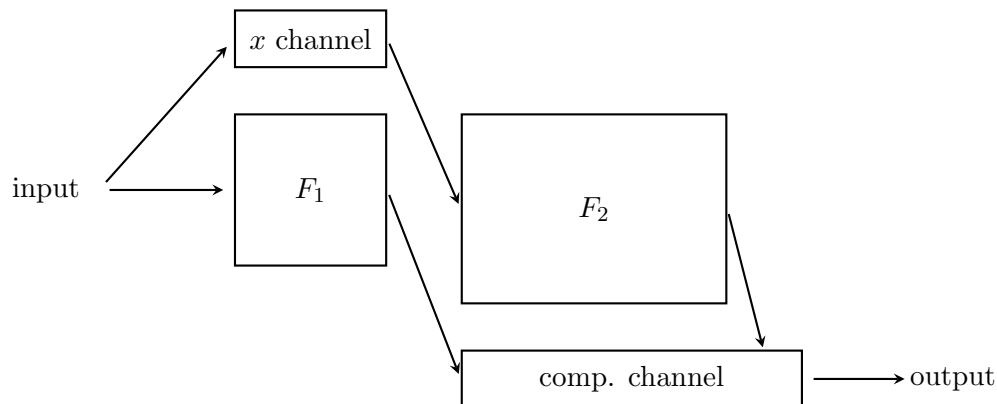 x channel
input
F1
F2
comp. channel
output